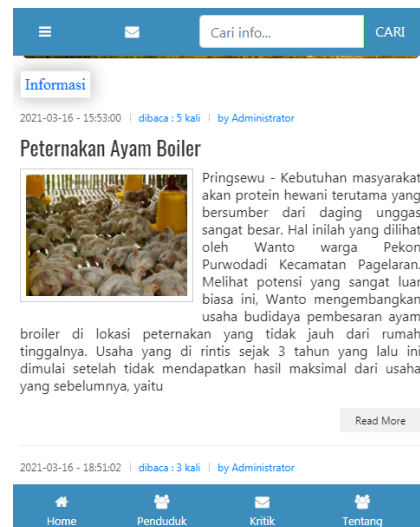 Cari info...
CARI
Informasi
2021-03-16 - 15:53:00 | dibaca : 5 kali | by Administrator
Peternakan Ayam Boiler
Pringsewu - Kebutuhan masyarakat
akan protein hewani terutama yang
bersumber dari daging unggas
sangat besar. Hal inilah yang dilihat
oleh Wanto warga Pekon
Purwodadi Kecamatan Pagelaran.
Melihat potensi yang sangat luar
biasa ini, Wanto mengembangkan
usaha budidaya pembesaran ayam
broiler di lokasi peternakan yang tidak jauh dari rumah
tinggalnya. Usaha yang di rintis sejak 3 tahun yang lalu ini
dimulai setelah tidak mendapatkan hasil maksimal dari usaha
yang sebelumnya, yaitu
Read More
2021-03-16 - 18:51:02 | dibaca : 3 kali | by Administrator
Home Penduduk Kritik Tentang